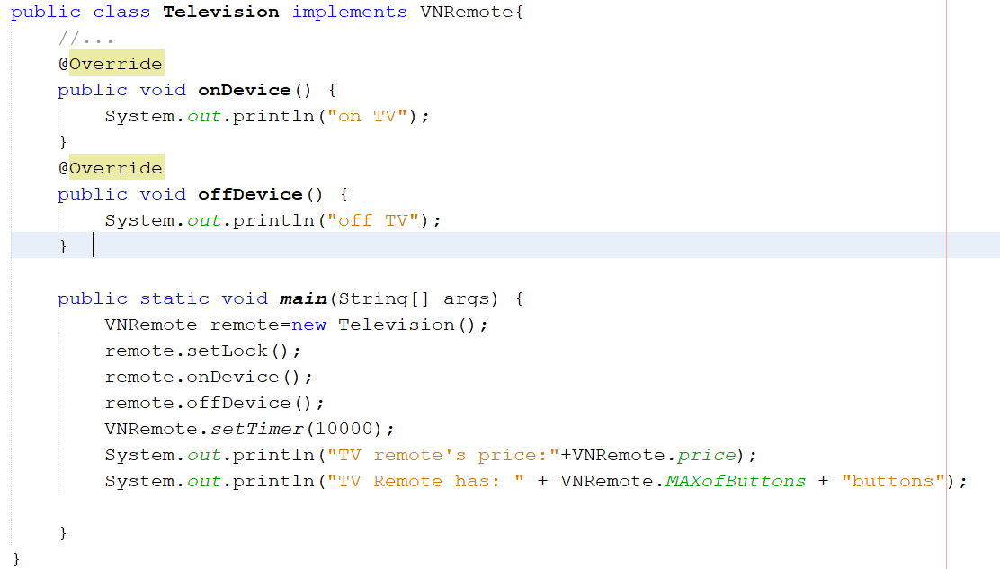 public class Television implements VNRemote{
    //...
    @Override
    public void onDevice() {
        System.out.println("on TV");
    }
    @Override
    public void offDevice() {
        System.out.println("off TV");
    }
    public static void main(String[] args) {
        VNRemote remote=new Television();
        remote.setLock();
        remote.onDevice();
        remote.offDevice();
        VNRemote.setTimer(10000);
        System.out.println("TV remote's price:"+VNRemote.price);
        System.out.println("TV Remote has: " + VNRemote.MAXofButtons + "buttons");
    }
}